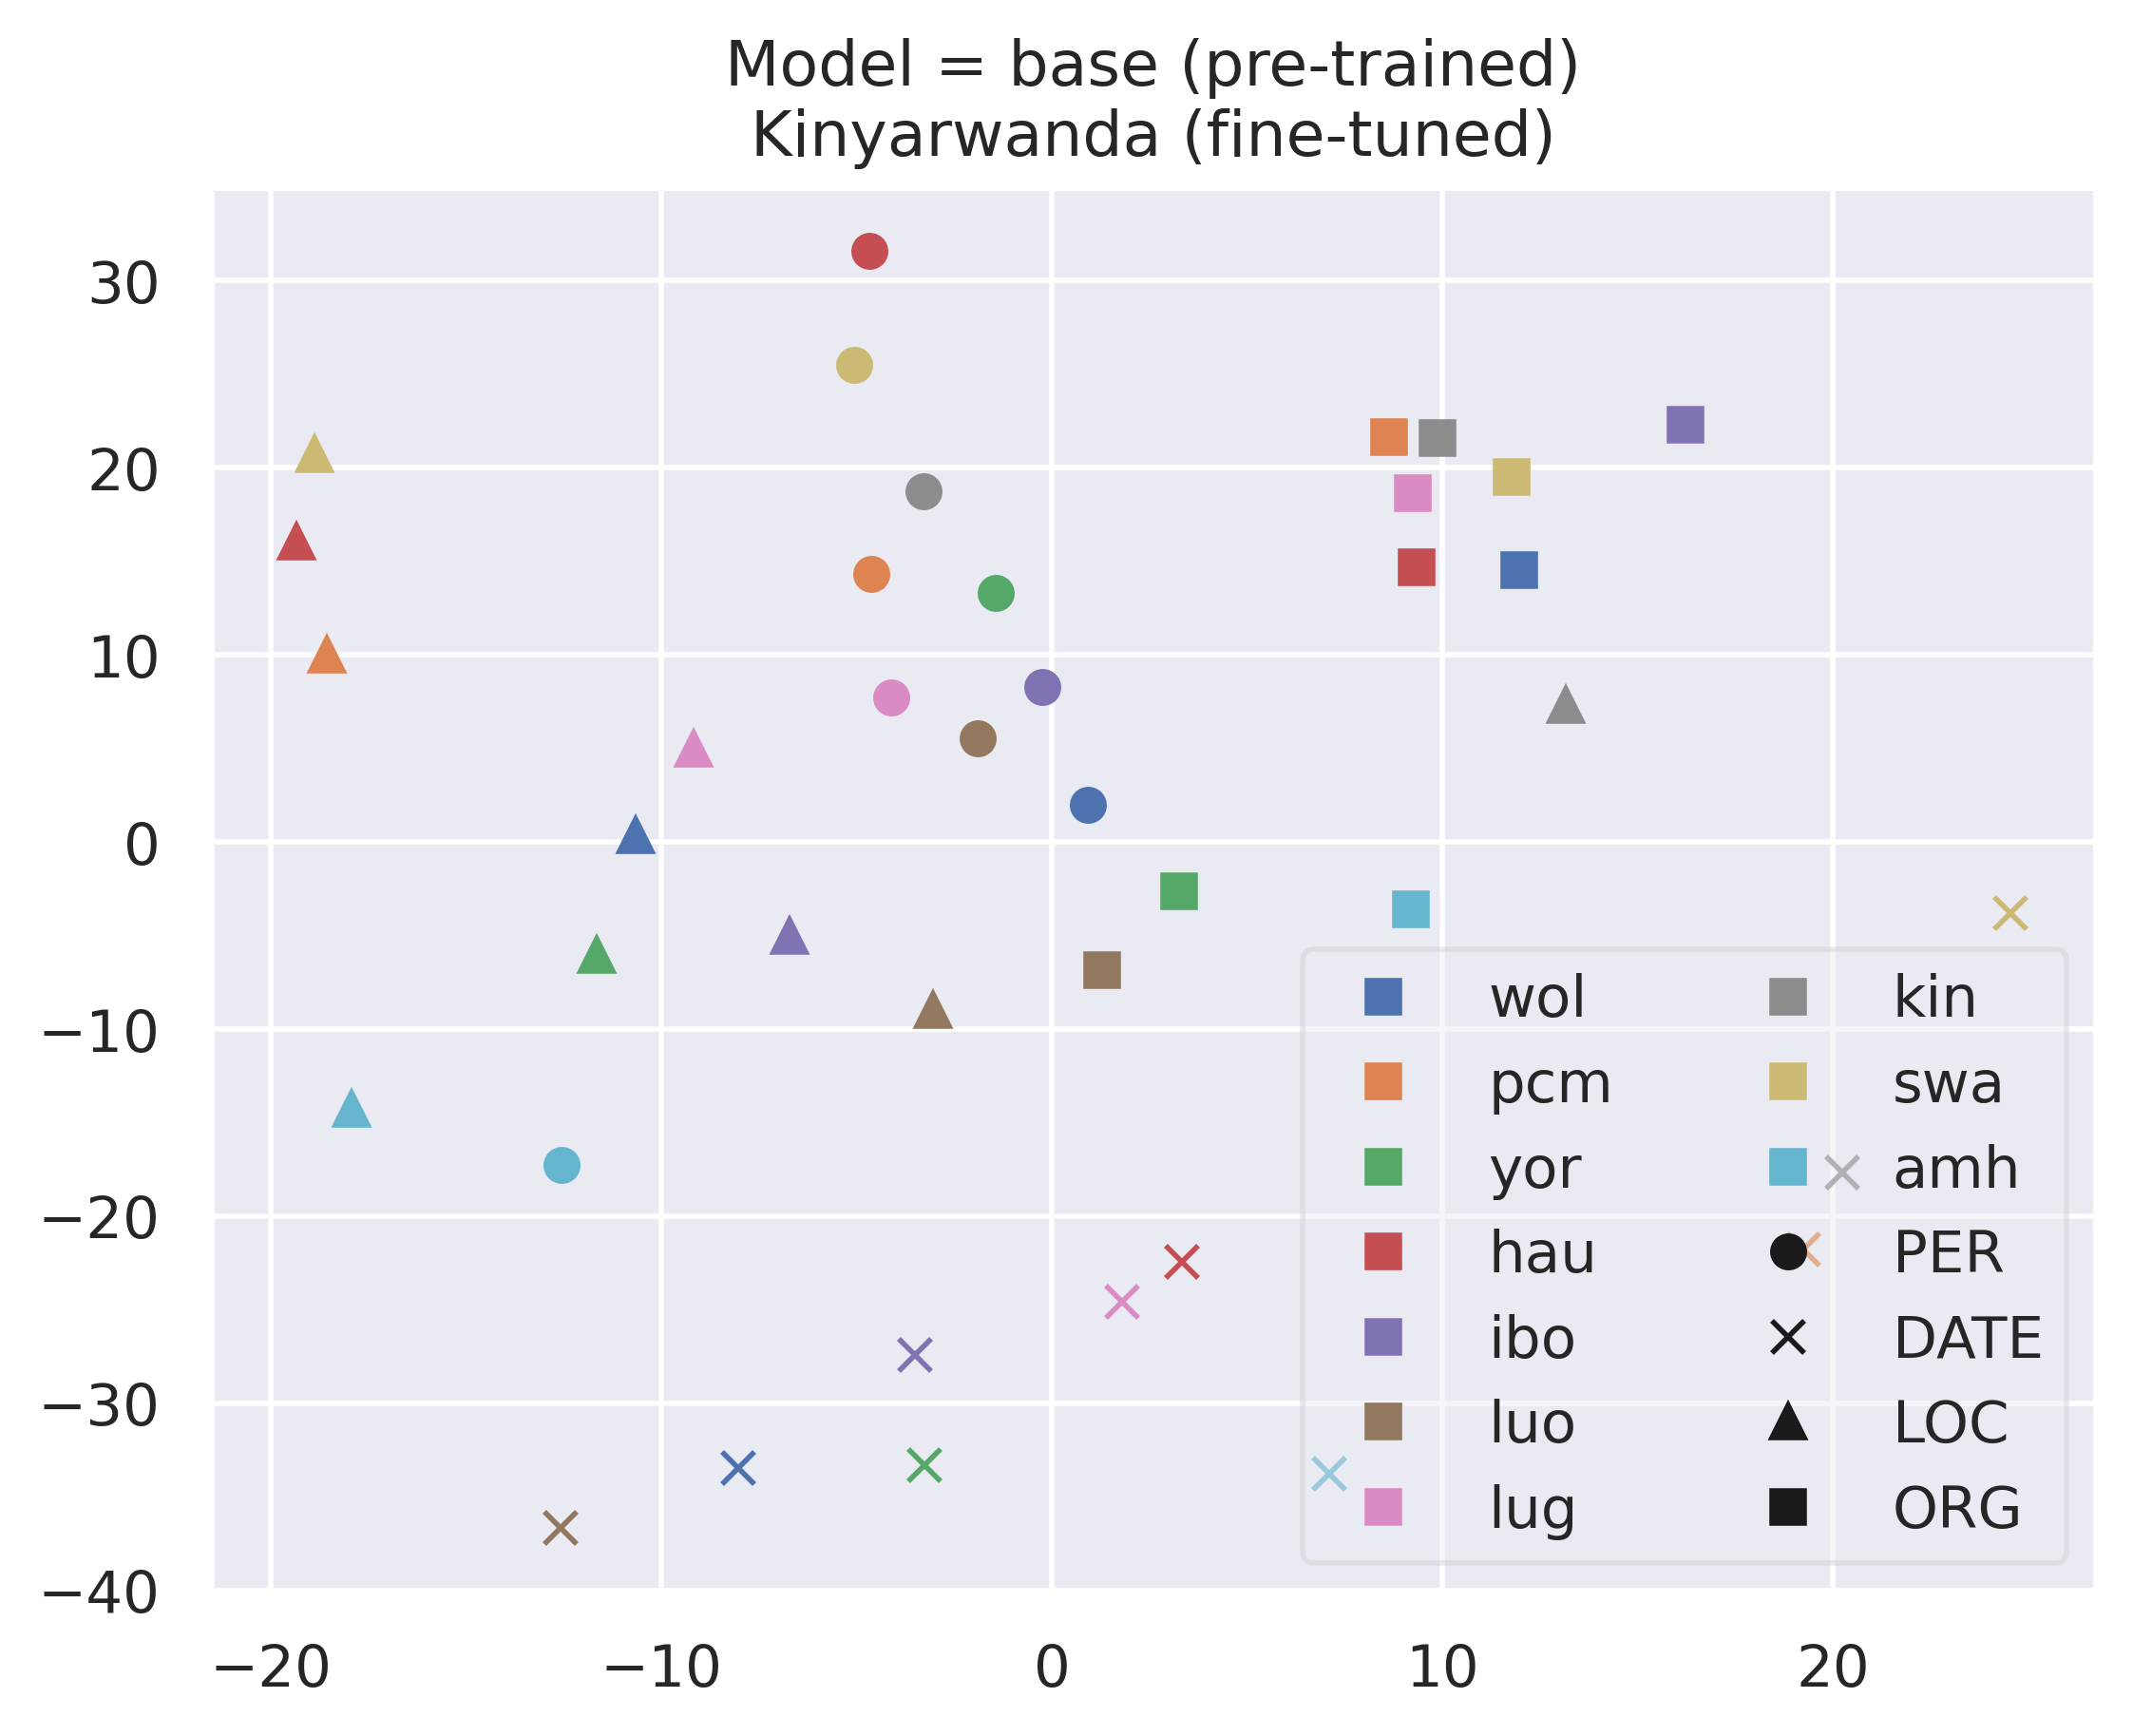 Model = base (pre-trained)
Kinyarwanda (fine-tuned)
30
20
10
0
−10
−20
−30
−40
−20
−10
0
10
20
wol
pcm
yor
hau
ibo
luo
lug
kin
swa
amh
PER
DATE
LOC
ORG